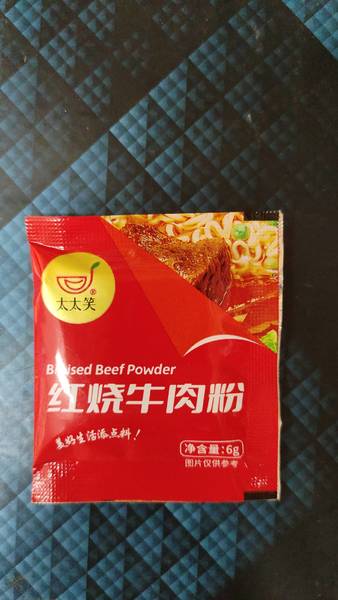 太太笑
Braised Beef Powder
红烧牛肉粉
美好生活添点料！
净含量：6g
图片仅供参考